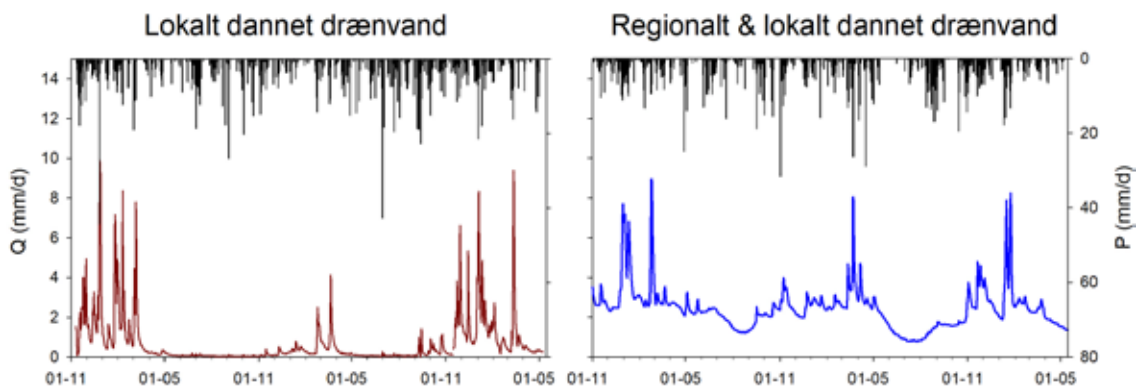 Lokalt dannet drænvand
Regionalt & lokalt dannet drænvand
14
12
10
8
6
4
2
0
Q (mm/d)
0
20
40
60
80
P (mm/d)
01-11 01-05 01-11 01-05 01-11 01-05
01-11 01-05 01-11 01-05 01-11 01-05